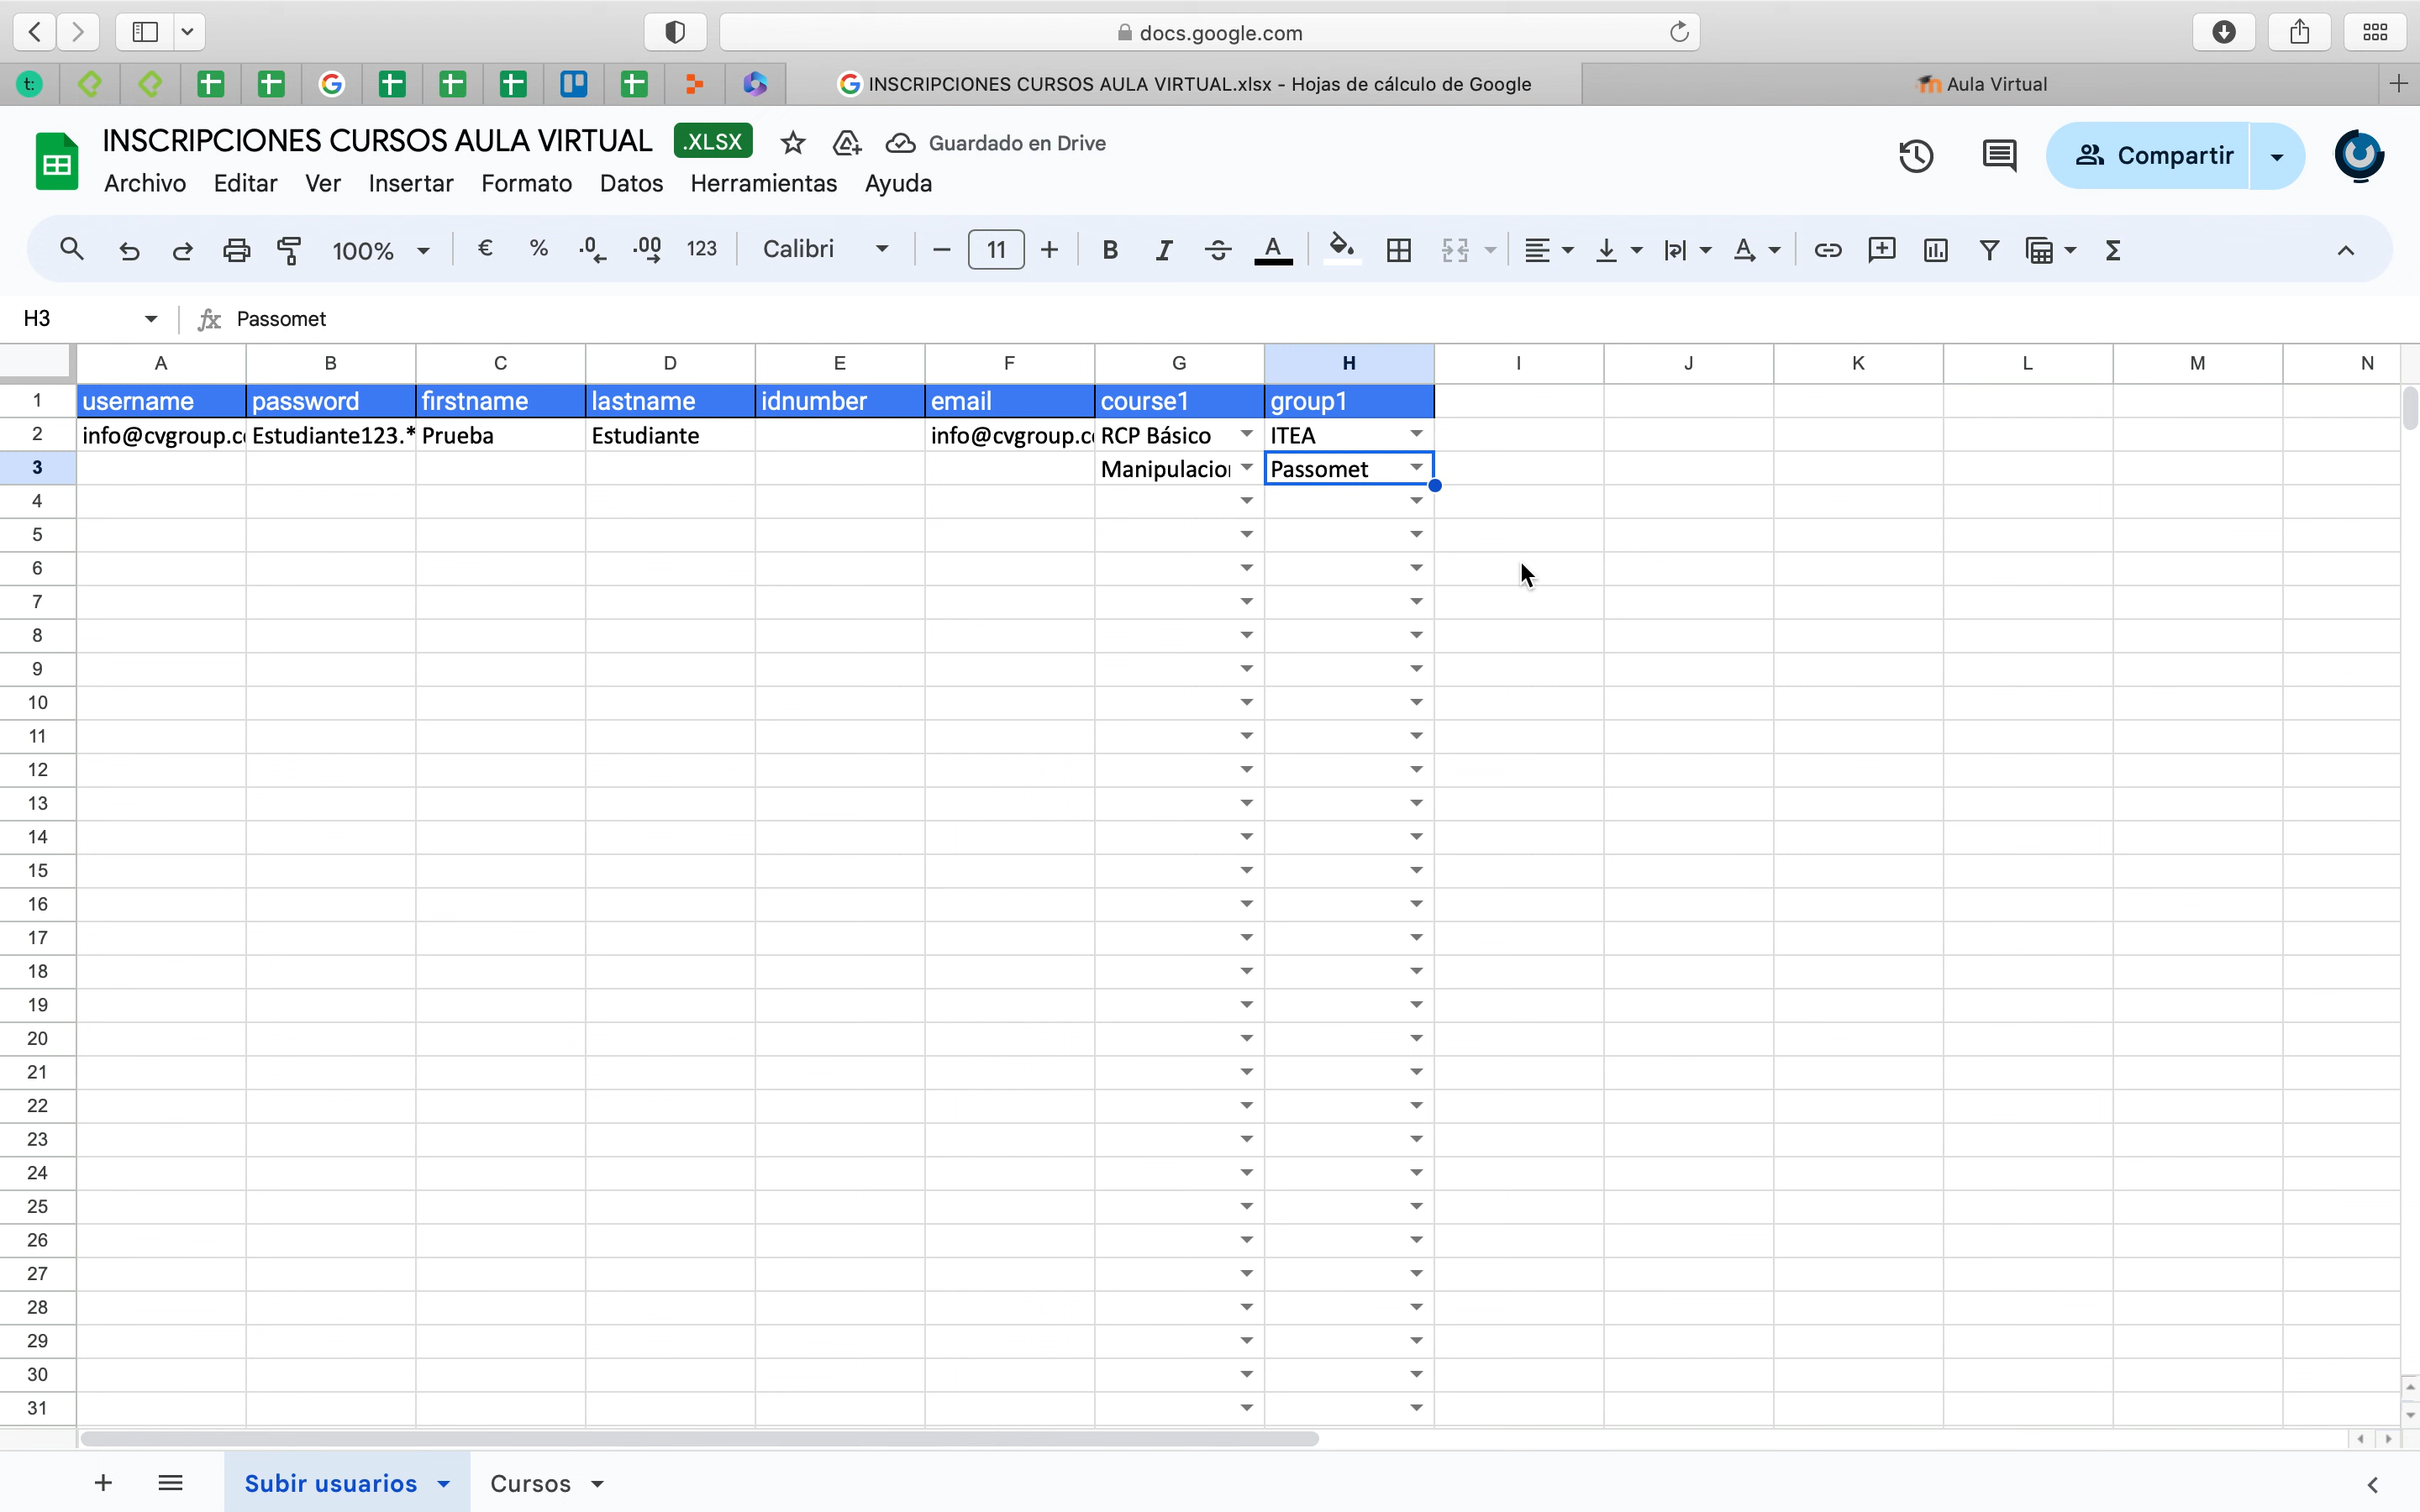 docs.google.com
t:
INSCRIPCIONES CURSOS AULA VIRTUAL.xlsx - Hojas de cálculo de Google
Aula Virtual
INSCRIPCIONES CURSOS AULA VIRTUAL .XLSX Guardado en Drive
Archivo Editar Ver Insertar Formato Datos Herramientas Ayuda
Compartir
100% € % .0 .00 123 Calibri 11 B I S A A Σ
H3 fx Passomet
A B C D E F G H I J K L M N
1 username password firstname lastname idnumber email course1 group1
2 info@cvgroup.c Estudiante123.* Prueba Estudiante info@cvgroup.c RCP Básico ITEA
3 Manipulacio Passomet
4
5
6
7
8
9
10
11
12
13
14
15
16
17
18
19
20
21
22
23
24
25
26
27
28
29
30
31
Subir usuarios Cursos